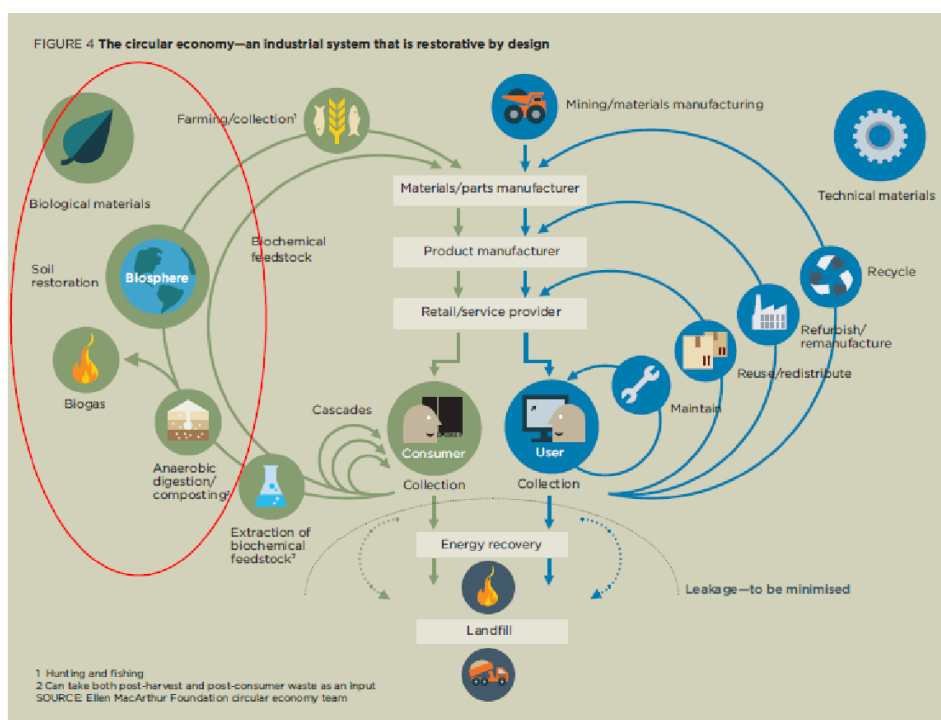 FIGURE 4 The circular economy—an industrial system that is restorative by design
Farming/collection¹
Mining/materials manufacturing
Biological materials
Technical materials
Materials/parts manufacturer
Biochemical
feedstock
Product manufacturer
Soil
restoration
Biosphere
Recycle
Retail/service provider
Refurbish/
remanufacture
Reuse/redistribute
Biogas
Cascades
Maintain
Consumer
User
Anaerobic
digestion/
composting²
Collection
Collection
Extraction of
biochemical
feedstock²
Energy recovery
Leakage—to be minimised
Landfill
1 Hunting and fishing
2 Can take both post-harvest and post-consumer waste as an input
SOURCE: Ellen MacArthur Foundation circular economy team